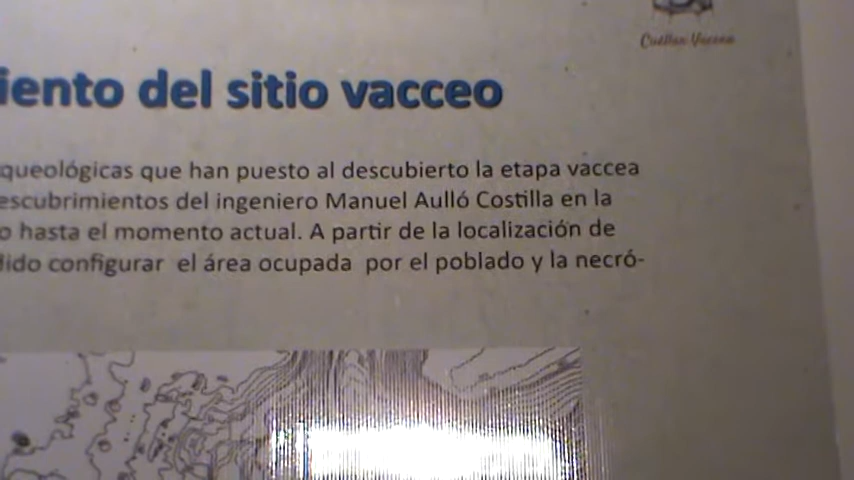 Cuéllar Vaccea
iento del sitio vacceo
queológicas que han puesto al descubierto la etapa vaccea
escubrimientos del ingeniero Manuel Aulló Costilla en la
o hasta el momento actual. A partir de la localización de
dido configurar el área ocupada por el poblado y la necró-